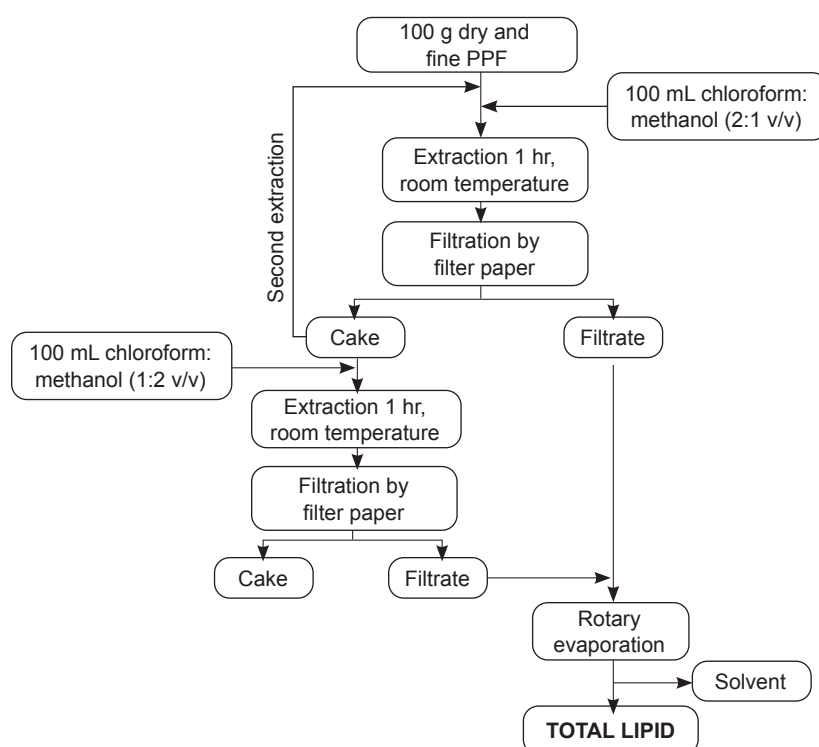 100 g dry and
fine PPF
100 mL chloroform:
methanol (2:1 v/v)
Second extraction
Extraction 1 hr,
room temperature
Filtration by
filter paper
Cake
Filtrate
100 mL chloroform:
methanol (1:2 v/v)
Extraction 1 hr,
room temperature
Filtration by
filter paper
Cake
Filtrate
Rotary
evaporation
Solvent
TOTAL LIPID